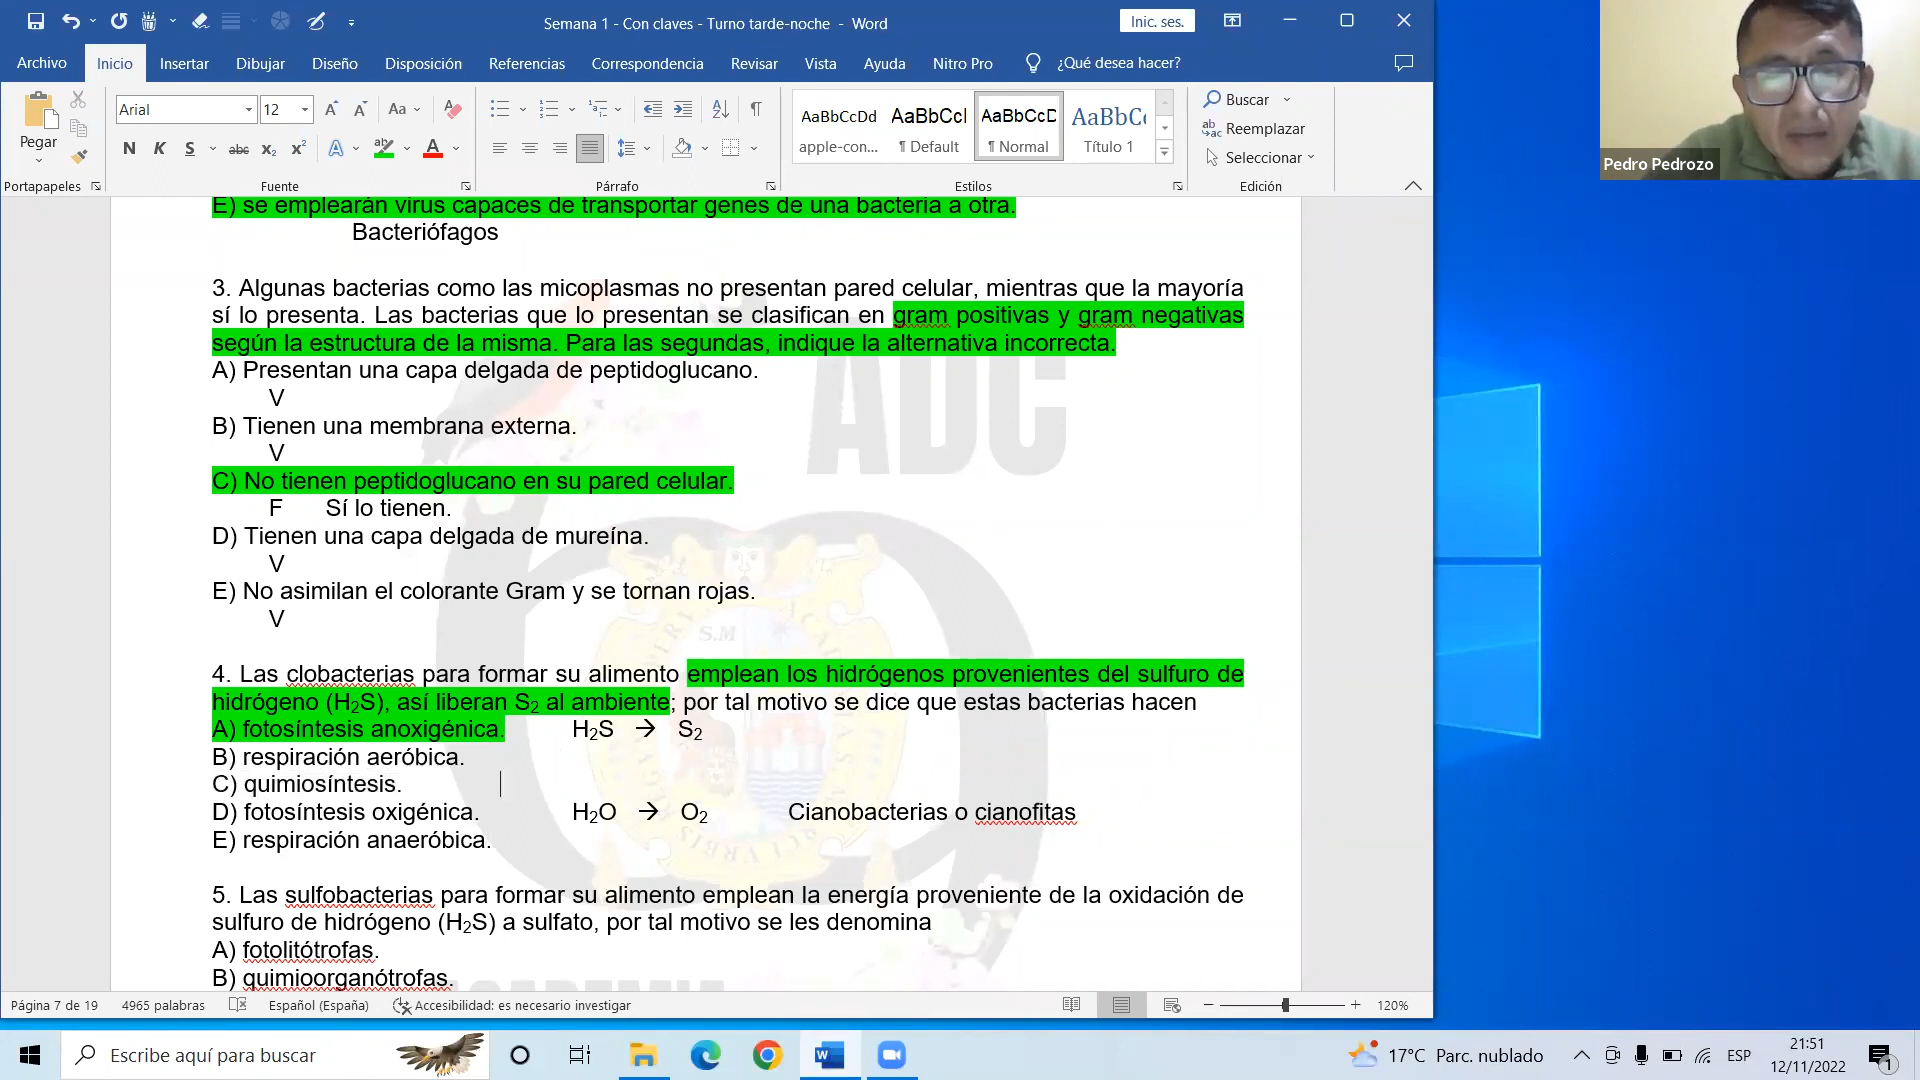 Semana 1 - Con claves - Turno tarde-noche - Word
Inic. ses.
Archivo Inicio Insertar Dibujar Diseño Disposición Referencias Correspondencia Revisar Vista Ayuda Nitro Pro ¿Qué desea hacer?
Pegar
Portapapeles
Arial 12
Aa
N K S abc x₂ x²
Fuente
Párrafo
AaBbCcDd AaBbCcI AaBbCcD AaBbC
apple-con... ¶ Default ¶ Normal Título 1
Estilos
Buscar
Reemplazar
Seleccionar
Edición
Pedro Pedrozo
E) se emplearán virus capaces de transportar genes de una bacteria a otra.
Bacteriófagos
3. Algunas bacterias como las micoplasmas no presentan pared celular, mientras que la mayoría
sí lo presenta. Las bacterias que lo presentan se clasifican en gram positivas y gram negativas
según la estructura de la misma. Para las segundas, indique la alternativa incorrecta.
A) Presentan una capa delgada de peptidoglucano.
V
B) Tienen una membrana externa.
V
C) No tienen peptidoglucano en su pared celular.
F Sí lo tienen.
D) Tienen una capa delgada de mureína.
V
E) No asimilan el colorante Gram y se tornan rojas.
V
4. Las clobacterias para formar su alimento emplean los hidrógenos provenientes del sulfuro de
hidrógeno (H₂S), así liberan S₂ al ambiente; por tal motivo se dice que estas bacterias hacen
A) fotosíntesis anoxigénica. H₂S → S₂
B) respiración aeróbica.
C) quimiosíntesis.
D) fotosíntesis oxigénica. H₂O → O₂ Cianobacterias o cianofitas
E) respiración anaeróbica.
5. Las sulfobacterias para formar su alimento emplean la energía proveniente de la oxidación de
sulfuro de hidrógeno (H₂S) a sulfato, por tal motivo se les denomina
A) fotolitótrofas.
B) quimioorganótrofas.
ADC
S.M
Página 7 de 19 4965 palabras Español (España) Accesibilidad: es necesario investigar 120%
Escribe aquí para buscar
17°C Parc. nublado ESP
21:51
12/11/2022
1